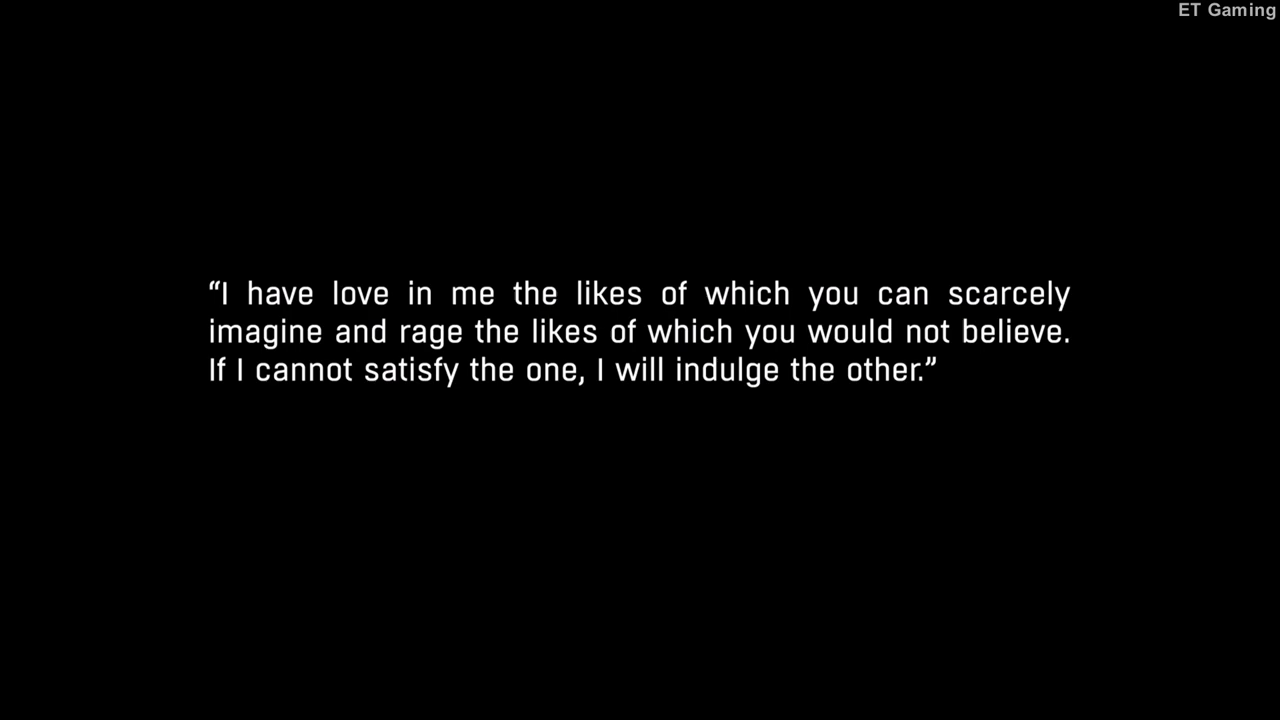 ET Gaming
“I have love in me the likes of which you can scarcely
imagine and rage the likes of which you would not believe.
If I cannot satisfy the one, I will indulge the other.”